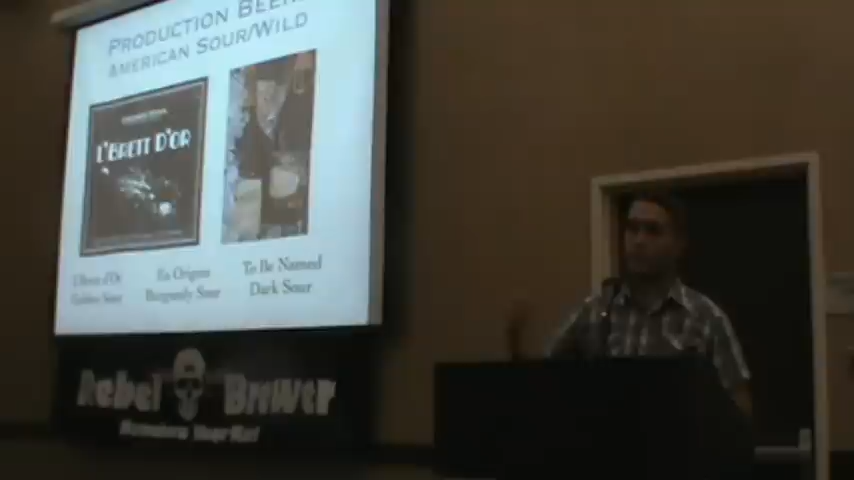 PRODUCTION BEER
AMERICAN SOUR/WILD
L'BRETT D'OR
L'Brett d'Or
Golden Sour
En Origen
Burgundy Sour
To Be Named
Dark Sour
Rebel Brewer